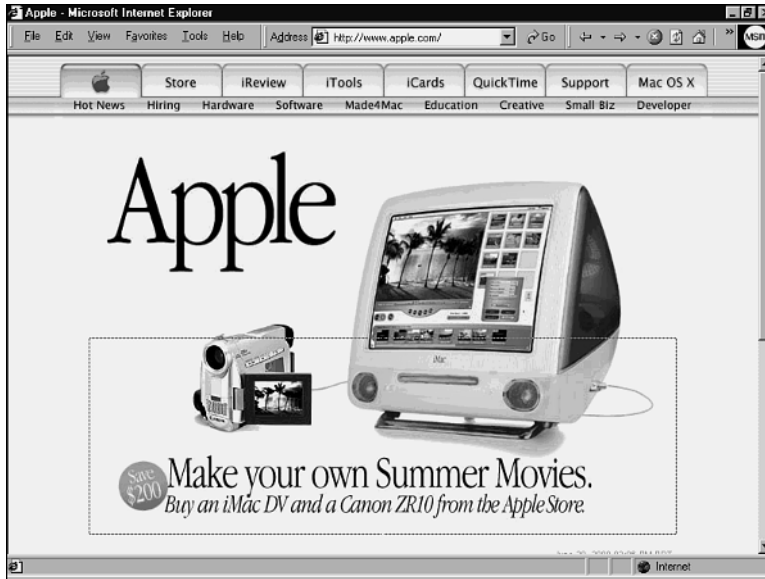 Apple - Microsoft Internet Explorer
File Edit View Favorites Tools Help Address http://www.apple.com/ Go » msn
Store iReview iTools iCards QuickTime Support Mac OS X
Hot News Hiring Hardware Software Made4Mac Education Creative Small Biz Developer
Apple
iMac
Save $200
Make your own Summer Movies.
Buy an iMac DV and a Canon ZR10 from the Apple Store.
Internet